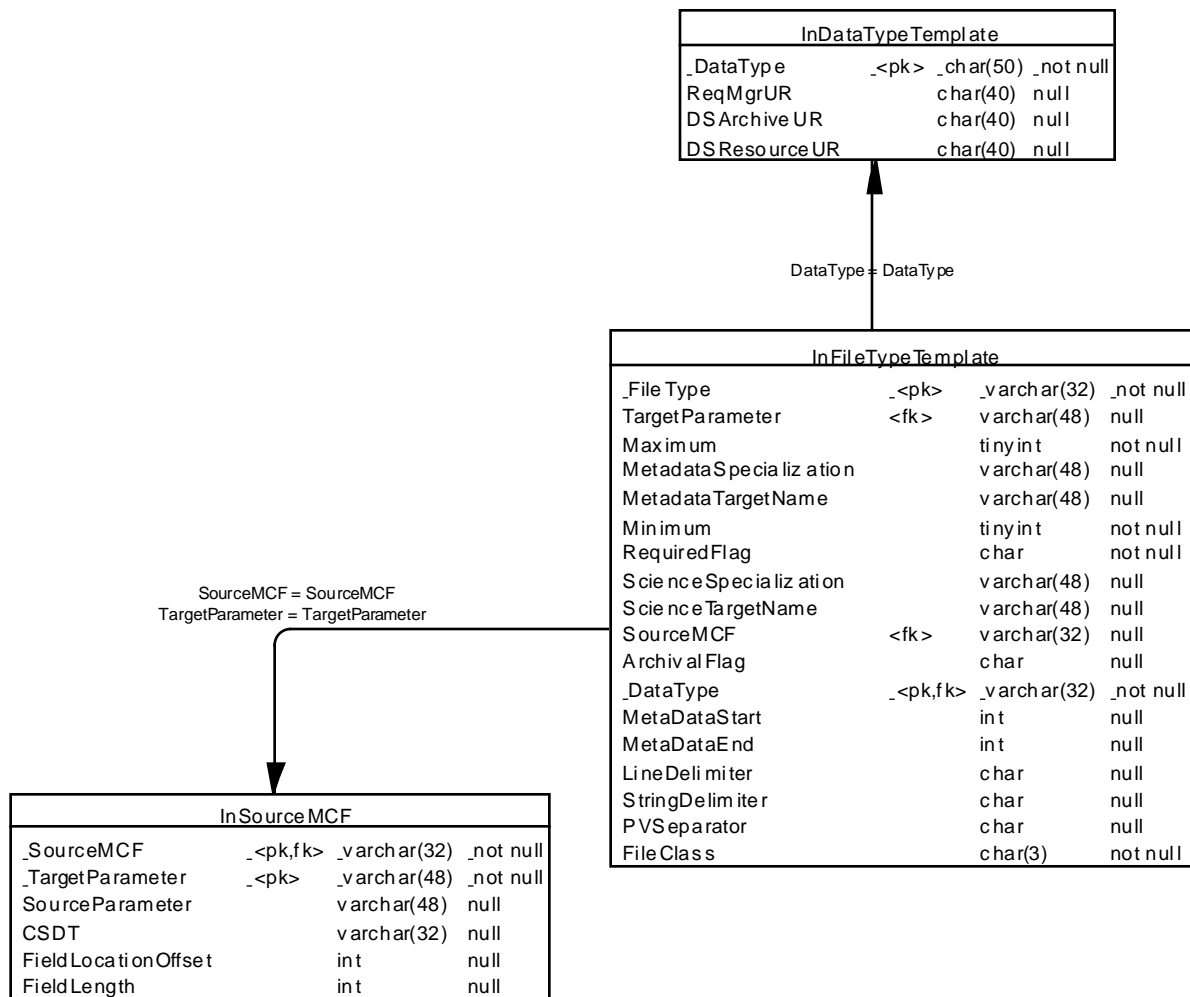 InDataTypeTemplate
_DataType _<pk> _char(50) _not null
ReqMgrUR char(40) null
DSArchiveUR char(40) null
DSResourceUR char(40) null
DataType = DataType
InFileTypeTemplate
_FileType _<pk> _varchar(32) _not null
TargetParameter <fk> varchar(48) null
Maximum tinyint not null
MetadataSpecialization varchar(48) null
MetadataTargetName varchar(48) null
Minimum tinyint not null
RequiredFlag char not null
ScienceSpecialization varchar(48) null
ScienceTargetName varchar(48) null
SourceMCF <fk> varchar(32) null
ArchivalFlag char null
_DataType _<pk,fk> _varchar(32) _not null
MetaDataStart int null
MetaDataEnd int null
LineDelimiter char null
StringDelimiter char null
PVSeparator char null
FileClass char(3) not null
SourceMCF = SourceMCF
TargetParameter = TargetParameter
InSourceMCF
_SourceMCF _<pk,fk> _varchar(32) _not null
_TargetParameter _<pk> _varchar(48) _not null
SourceParameter varchar(48) null
CSDT varchar(32) null
FieldLocationOffset int null
FieldLength int null